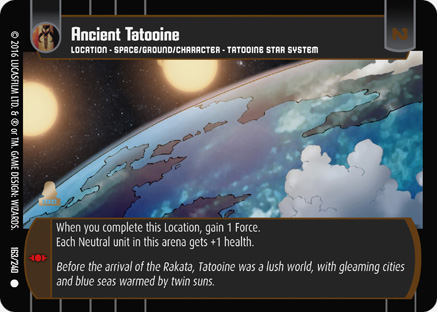 Ancient Tatooine
LOCATION - SPACE/GROUND/CHARACTER - TATOOINE STAR SYSTEM
When you complete this Location, gain 1 Force.
Each Neutral unit in this arena gets +1 health.
Before the arrival of the Rakata, Tatooine was a lush world, with gleaming cities
and blue seas warmed by twin suns.
© 2016 LUCASFILM LTD. & ® or TM. GAME DESIGN: WIZARDS.
163/240